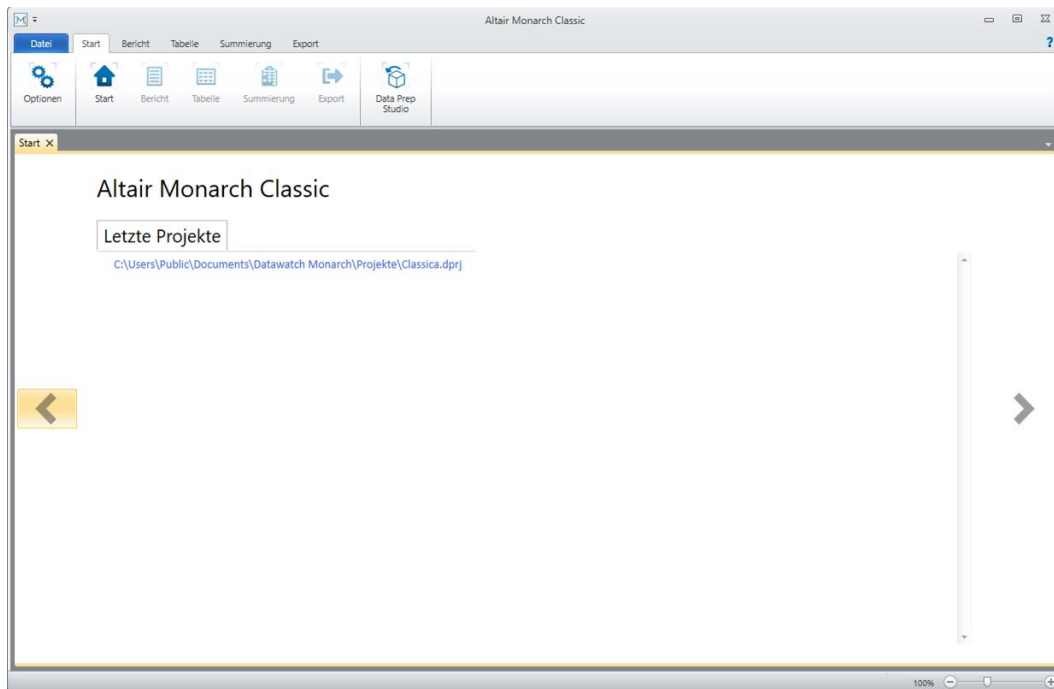 M
Altair Monarch Classic
Datei Start Bericht Tabelle Summierung Export ?
Optionen Start Bericht Tabelle Summierung Export Data Prep
Studio
Start X
Altair Monarch Classic
Letzte Projekte
C:\Users\Public\Documents\Datawatch Monarch\Projekte\Classica.dprj
100%